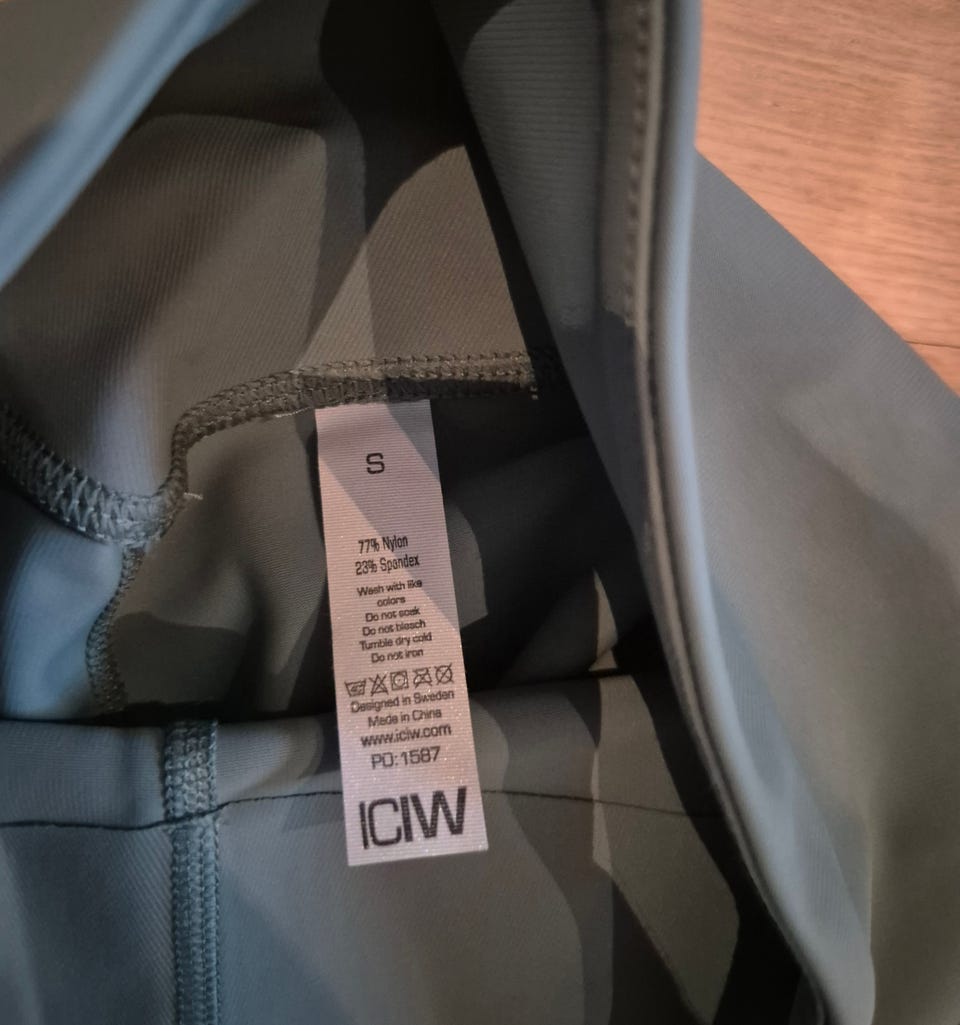 S
77% Nylon
23% Spandex
Wash with like
colors
Do not soak
Do not bleach
Tumble dry cold
Do not iron
Designed in Sweden
Made in China
www.iciw.com
PO:1587
ICIW